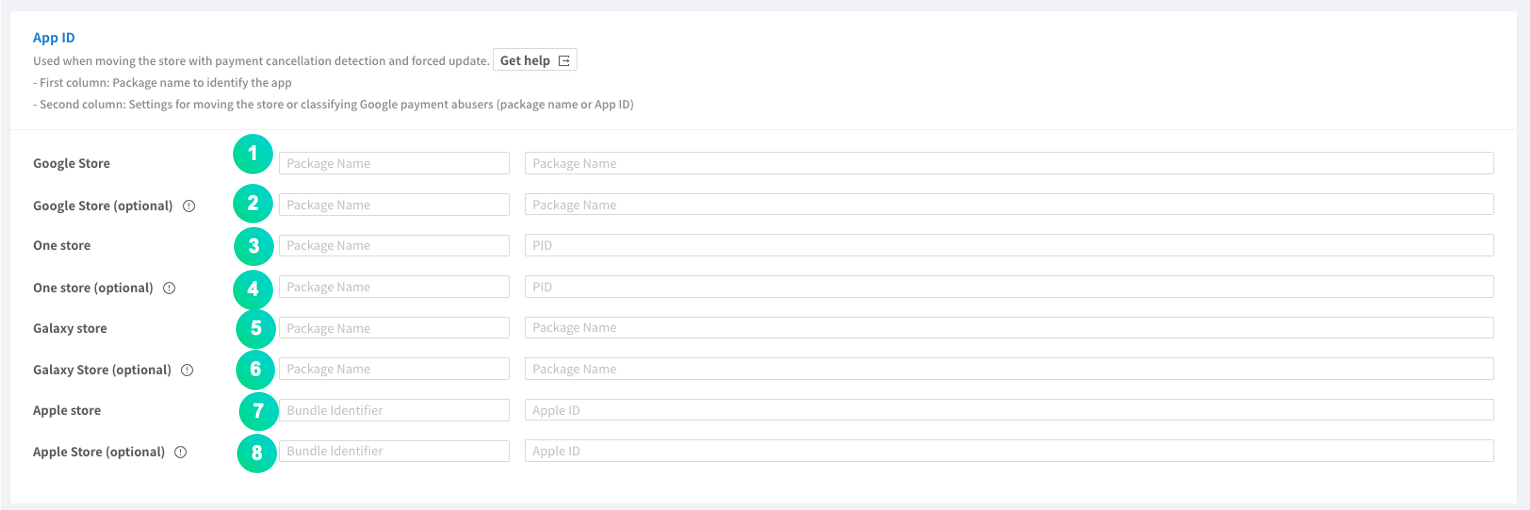 App ID
Used when moving the store with payment cancellation detection and forced update. Get help
- First column: Package name to identify the app
- Second column: Settings for moving the store or classifying Google payment abusers (package name or App ID)
Google Store 1 Package Name Package Name
Google Store (optional) 2 Package Name Package Name
One store 3 Package Name PID
One store (optional) 4 Package Name PID
Galaxy store 5 Package Name Package Name
Galaxy Store (optional) 6 Package Name Package Name
Apple store 7 Bundle Identifier Apple ID
Apple Store (optional) 8 Bundle Identifier Apple ID